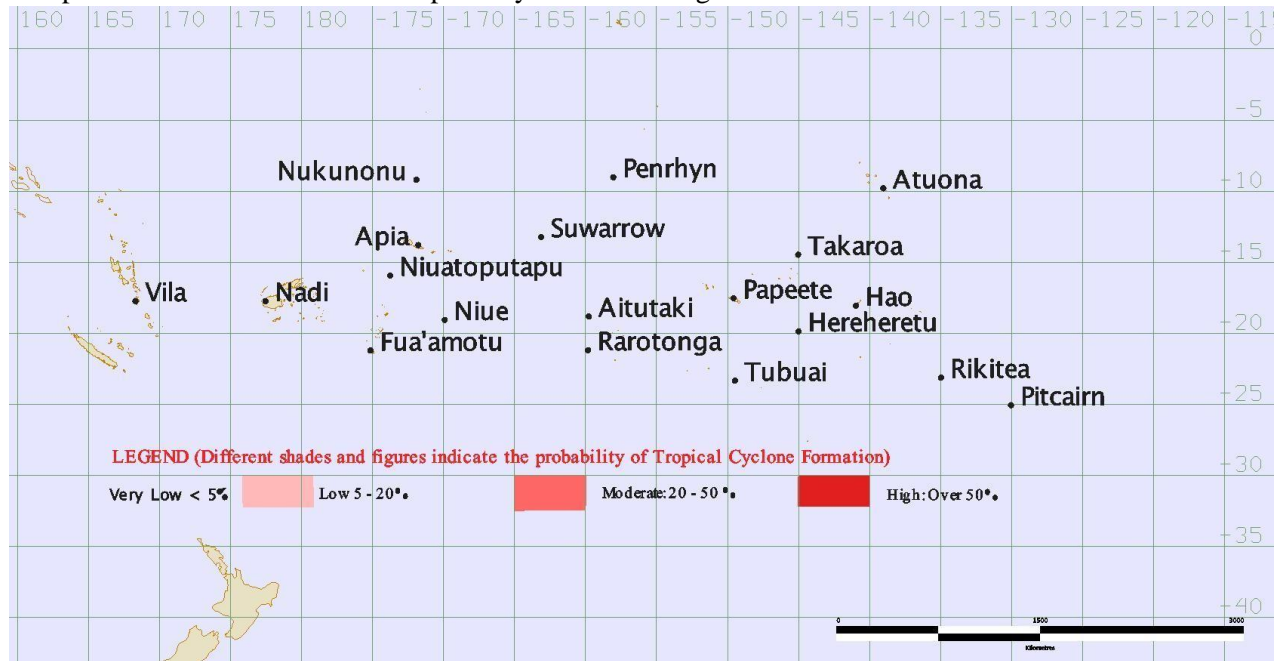 160 165 170 175 180 -175 -170 -165 -160 -155 -150 -145 -140 -135 -130 -125 -120
0
-5
Nukunonu
Penrhyn
Atuona
-10
Apia
Suwarrow
Takaroa
-15
Niuatoputapu
Vila
Nadi
Niue
Aitutaki
Papeete
Hao
Hereheretu
-20
Fua'amotu
Rarotonga
Tubuai
Rikitea
Pitcairn
-25
LEGEND (Different shades and figures indicate the probability of Tropical Cyclone Formation)
-30
Very Low < 5% Low 5 - 20%. Moderate:20 - 50 %. High:Over 50%.
-35
-40
0 1500 3000
Kilometres